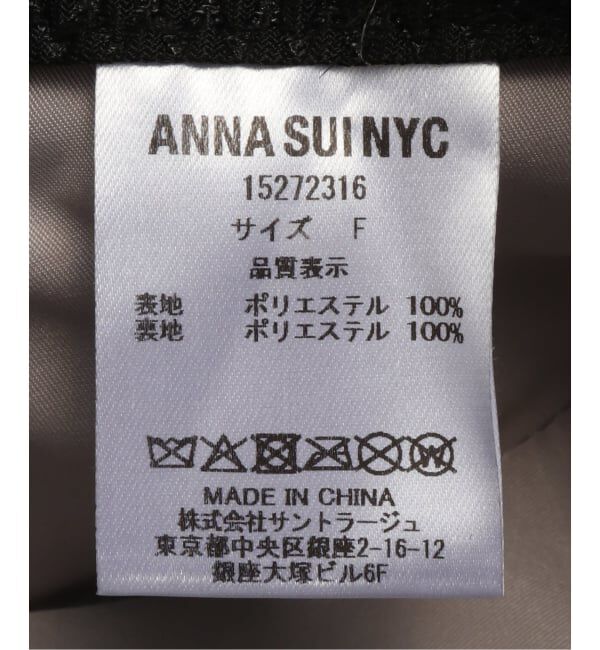 ANNA SUI NYC
15272316
サイズ F
品質表示
表地 ポリエステル 100%
裏地 ポリエステル 100%
MADE IN CHINA
株式会社サントラージュ
東京都中央区銀座2-16-12
銀座大塚ビル6F